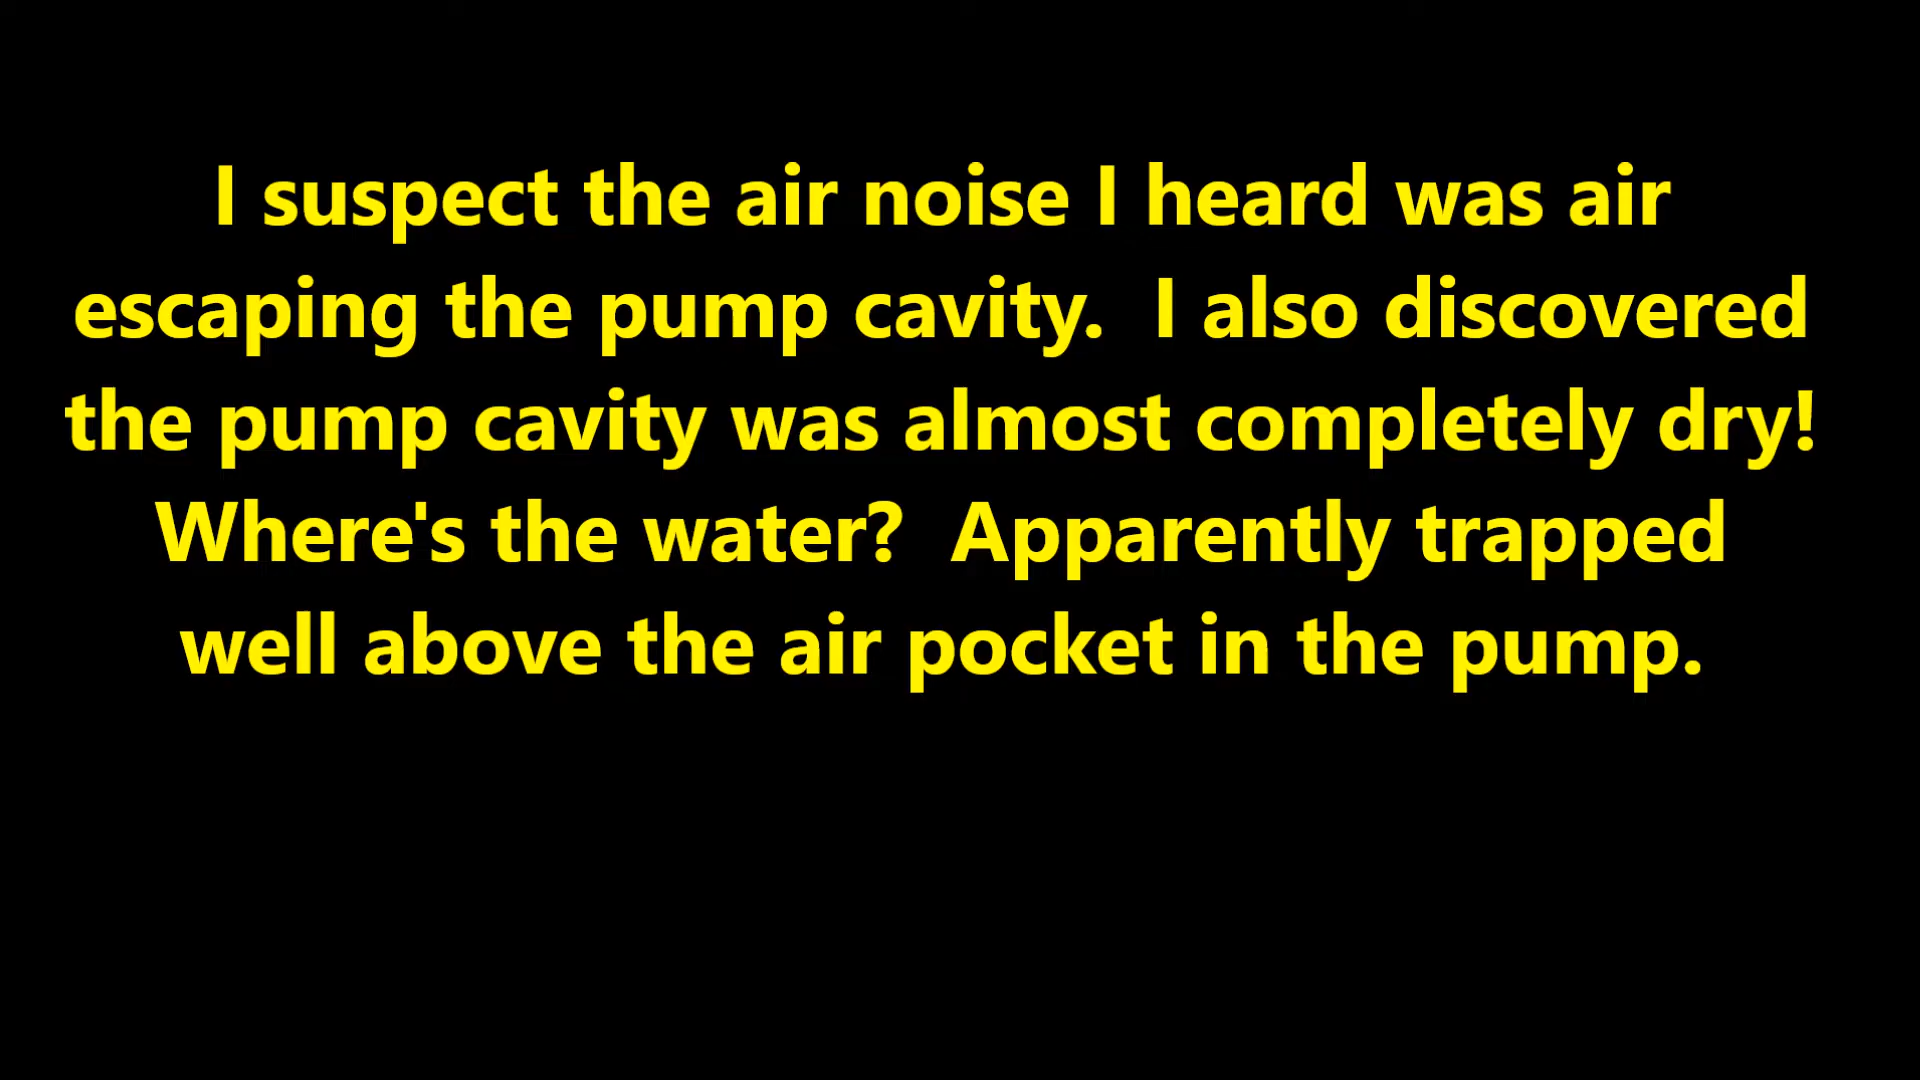 I suspect the air noise I heard was air
escaping the pump cavity.  I also discovered
the pump cavity was almost completely dry!
Where's the water?  Apparently trapped
well above the air pocket in the pump.